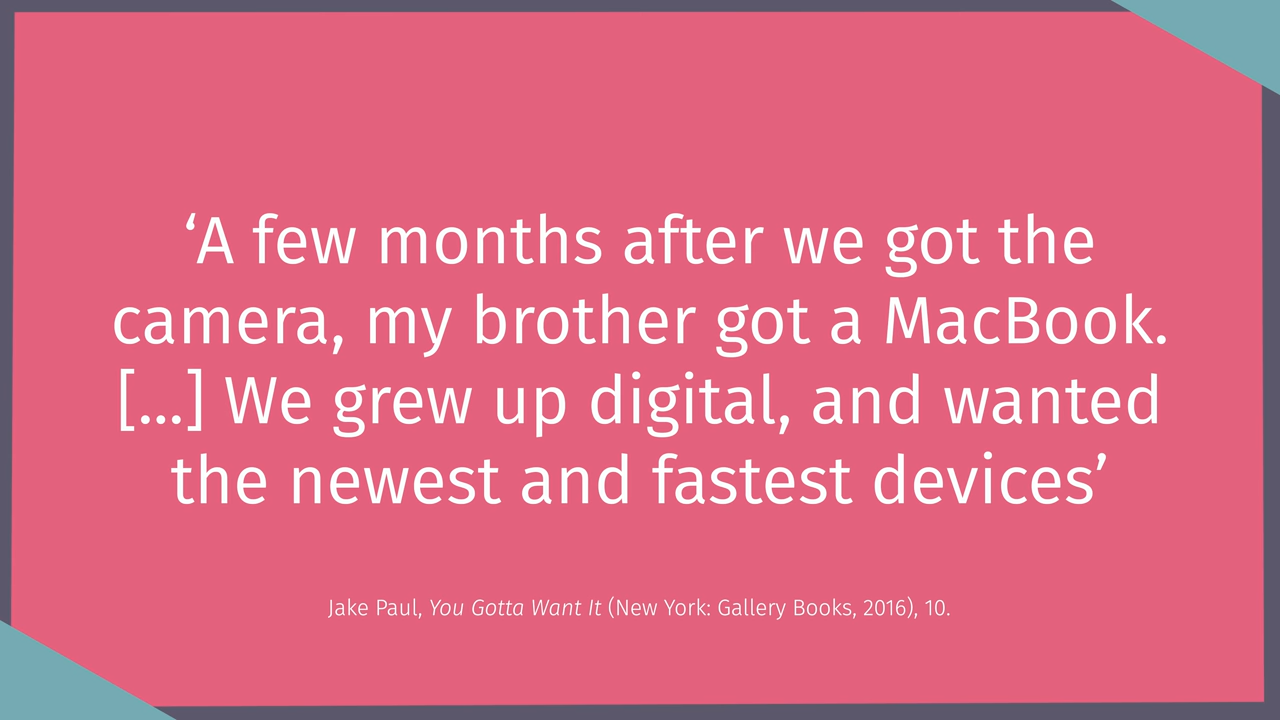 ‘A few months after we got the
camera, my brother got a MacBook.
[...] We grew up digital, and wanted
the newest and fastest devices’
Jake Paul, You Gotta Want It (New York: Gallery Books, 2016), 10.